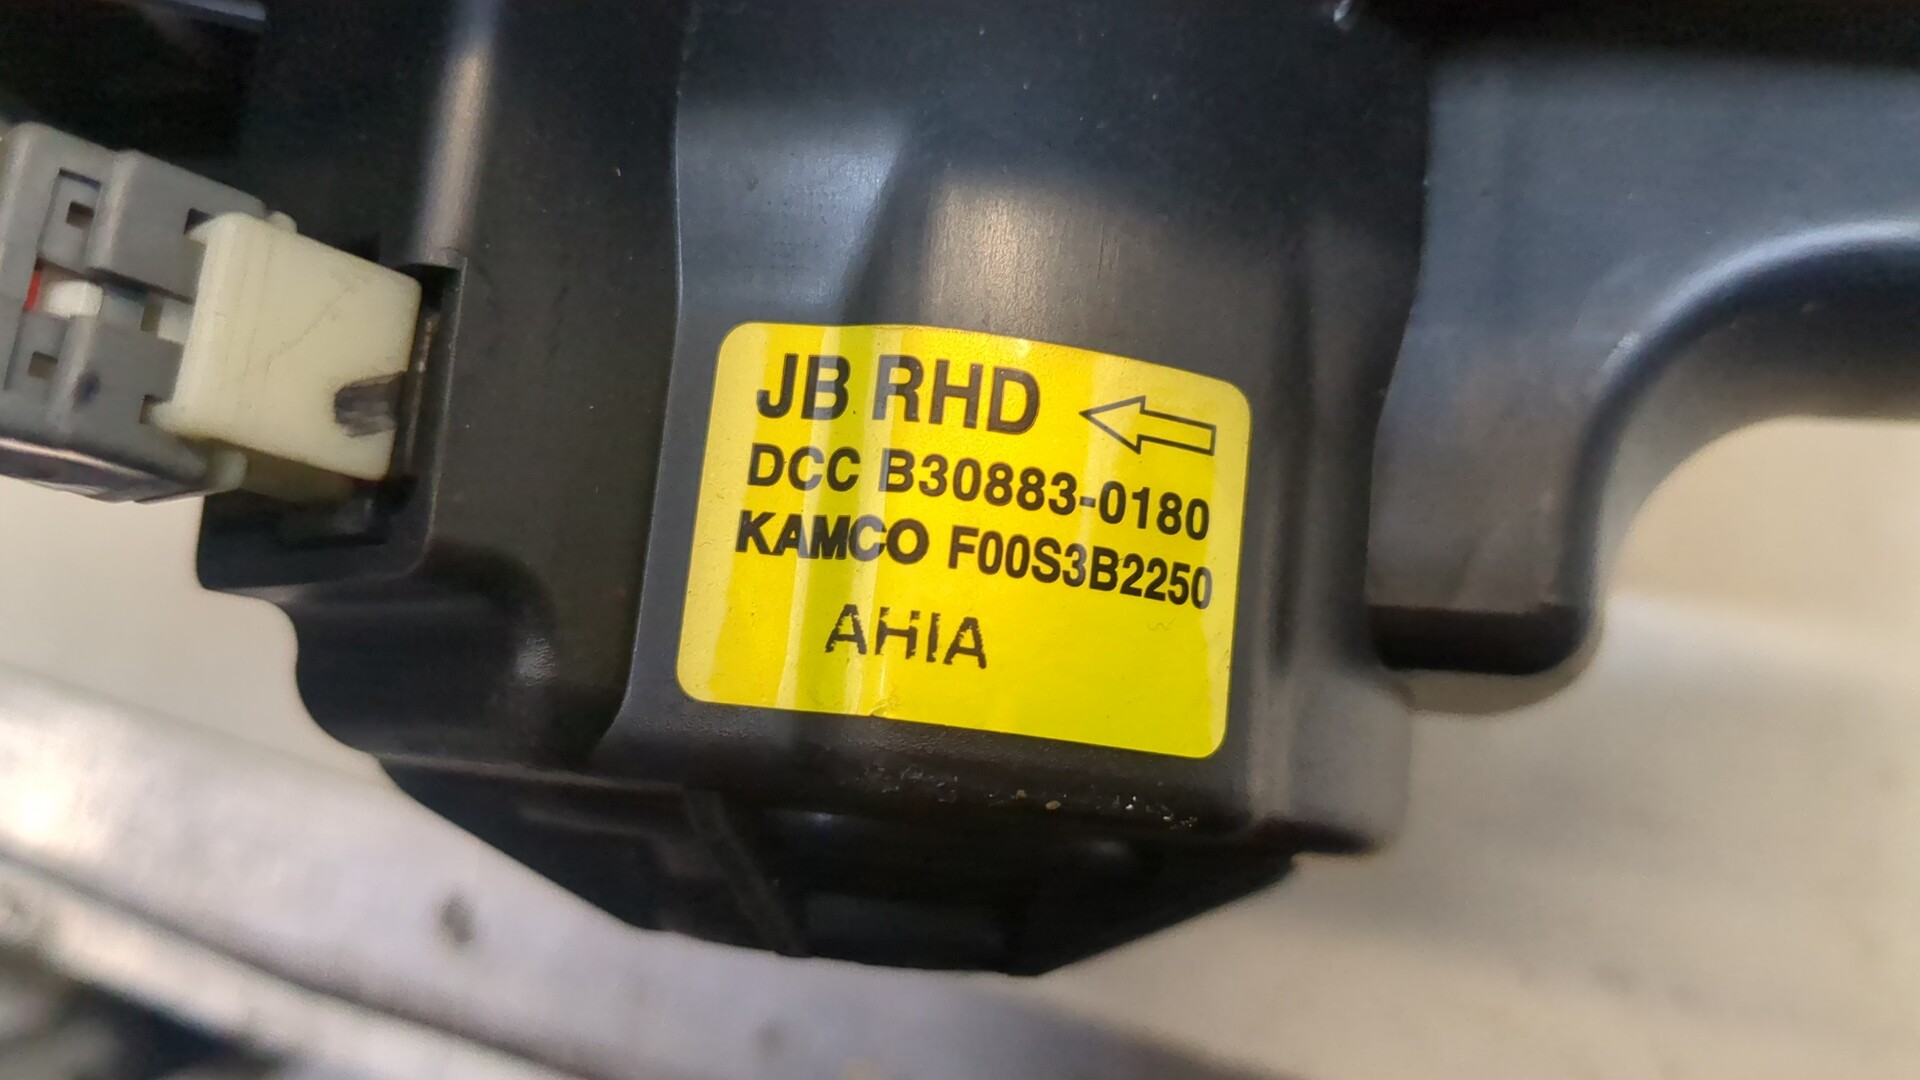 JB RHD
DCC B30883-0180
KAMCO F00S3B2250
AHIA